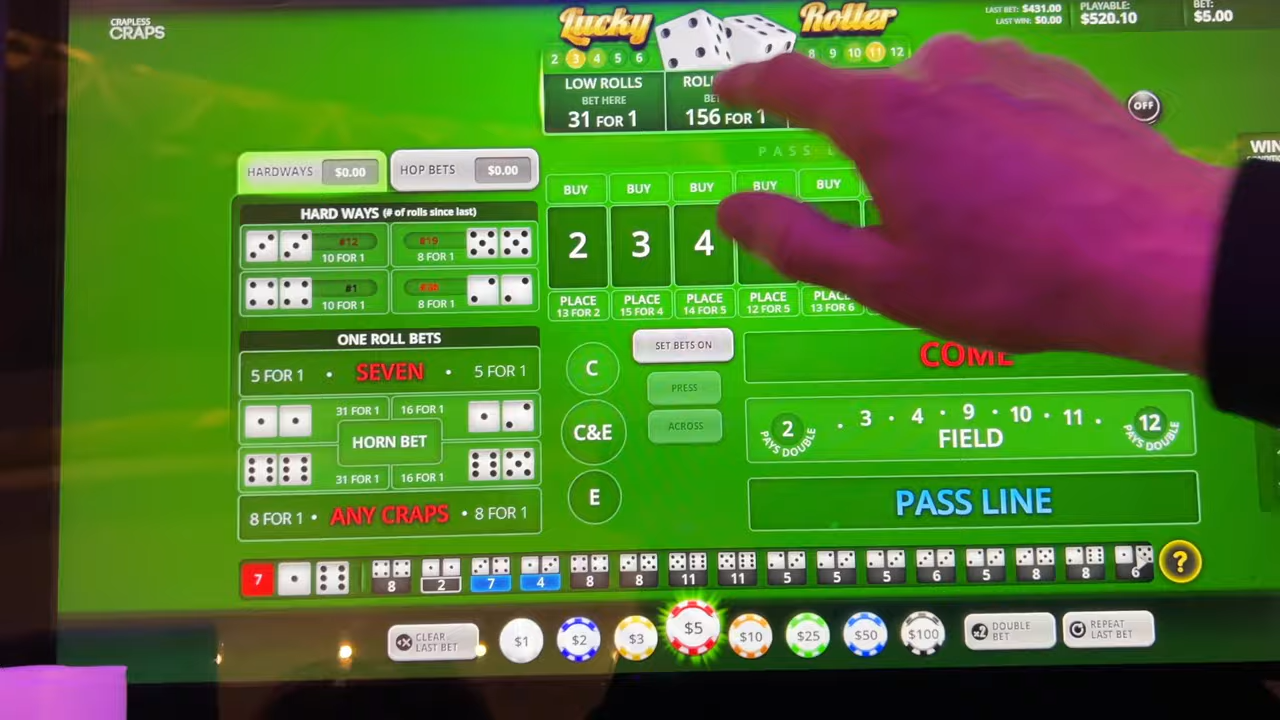 CRAPLESS
CRAPS
Lucky Roller
LAST BET: $431.00
LAST WIN: $0.00
PLAYABLE:
$520.10
BET:
$5.00
2 3 4 5 6
8 9 10 11 12
LOW ROLLS
BET HERE
31 FOR 1
156 FOR 1
OFF
HARDWAYS $0.00
HOP BETS $0.00
PASS
WIN
BUY BUY BUY BUY BUY
2 3 4
PLACE PLACE PLACE PLACE
13 FOR 2 15 FOR 4 14 FOR 5 12 FOR 5 13 FOR 6
HARD WAYS (# of rolls since last)
#12
10 FOR 1
#19
8 FOR 1
#1
10 FOR 1
8 FOR 1
ONE ROLL BETS
5 FOR 1 • SEVEN • 5 FOR 1
31 FOR 1 16 FOR 1
HORN BET
31 FOR 1 16 FOR 1
8 FOR 1 • ANY CRAPS • 8 FOR 1
C
C&E
E
SET BETS ON
PRESS
ACROSS
COME
2 PAYS DOUBLE • 3 • 4 • 9 • 10 • 11 • 12 PAYS DOUBLE
FIELD
PASS LINE
7 8 2 7 4 8 8 11 11 5 5 5 6 5 8 8 6
?
CLEAR
LAST BET
$1 $2 $3 $5 $10 $25 $50 $100
x2 DOUBLE
BET
REPEAT
LAST BET